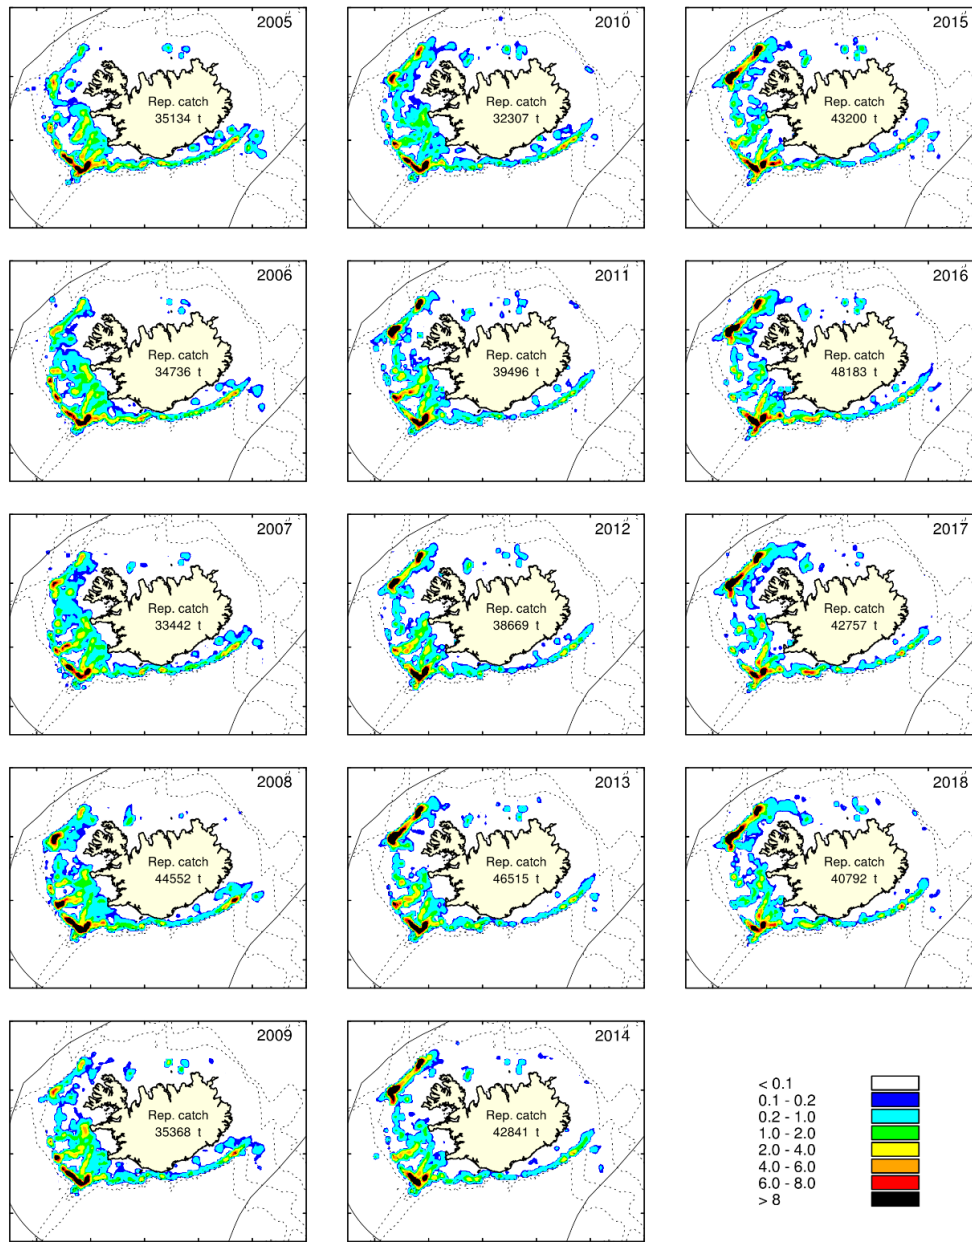 2005
Rep. catch
35134 t
2010
Rep. catch
32307 t
2015
Rep. catch
43200 t
2006
Rep. catch
34736 t
2011
Rep. catch
39496 t
2016
Rep. catch
48183 t
2007
Rep. catch
33442 t
2012
Rep. catch
38669 t
2017
Rep. catch
42757 t
2008
Rep. catch
44552 t
2013
Rep. catch
46515 t
2018
Rep. catch
40792 t
2009
Rep. catch
35368 t
2014
Rep. catch
42841 t
< 0.1
0.1 - 0.2
0.2 - 1.0
1.0 - 2.0
2.0 - 4.0
4.0 - 6.0
6.0 - 8.0
> 8